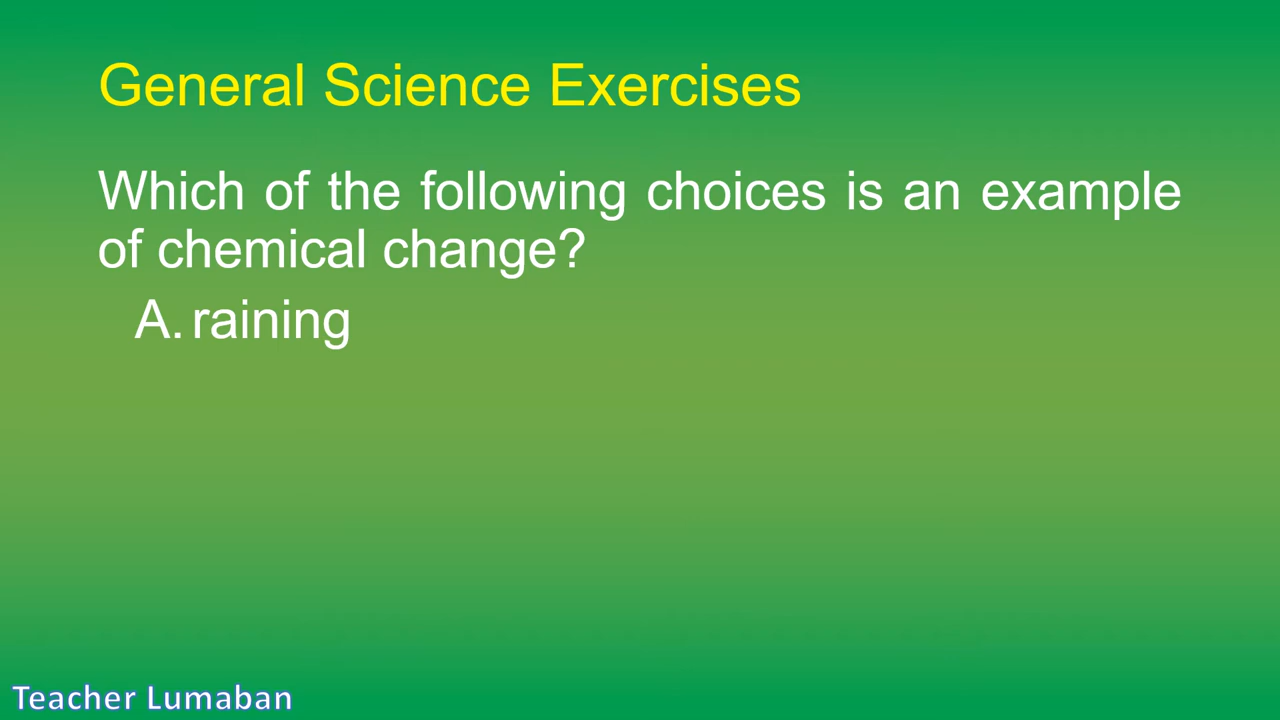 General Science Exercises
Which of the following choices is an example
of chemical change?
A. raining
Teacher Lumaban